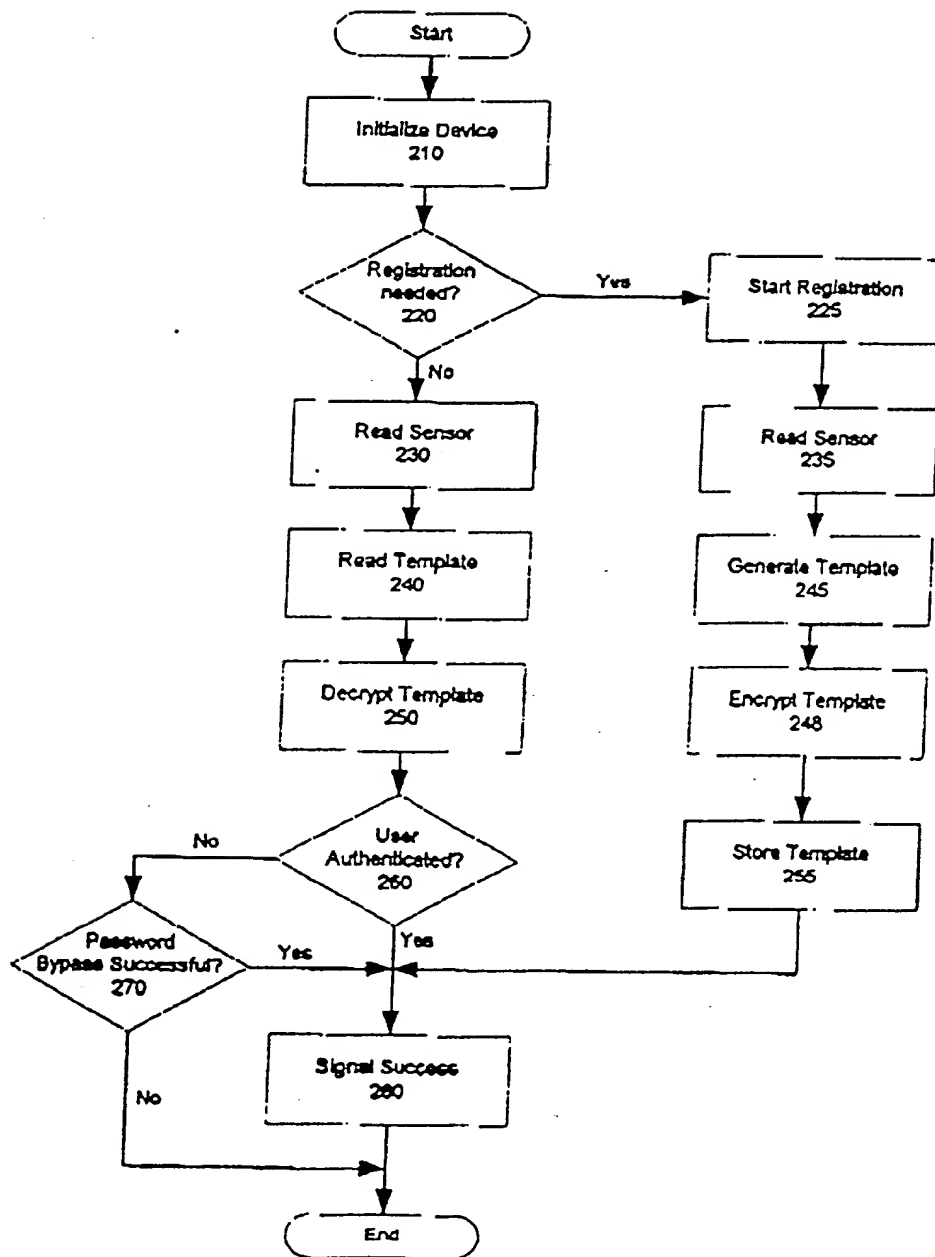 Start
Initialize Device
210
Registration
needed?
220
Yes
Start Registration
225
No
Read Sensor
230
Read Sensor
235
Read Template
240
Generate Template
245
Decrypt Template
250
Encrypt Template
248
User
Authenticated?
260
No
Yes
Store Template
255
Password
Bypass Successful?
270
Yes
No
Signal Success
280
End